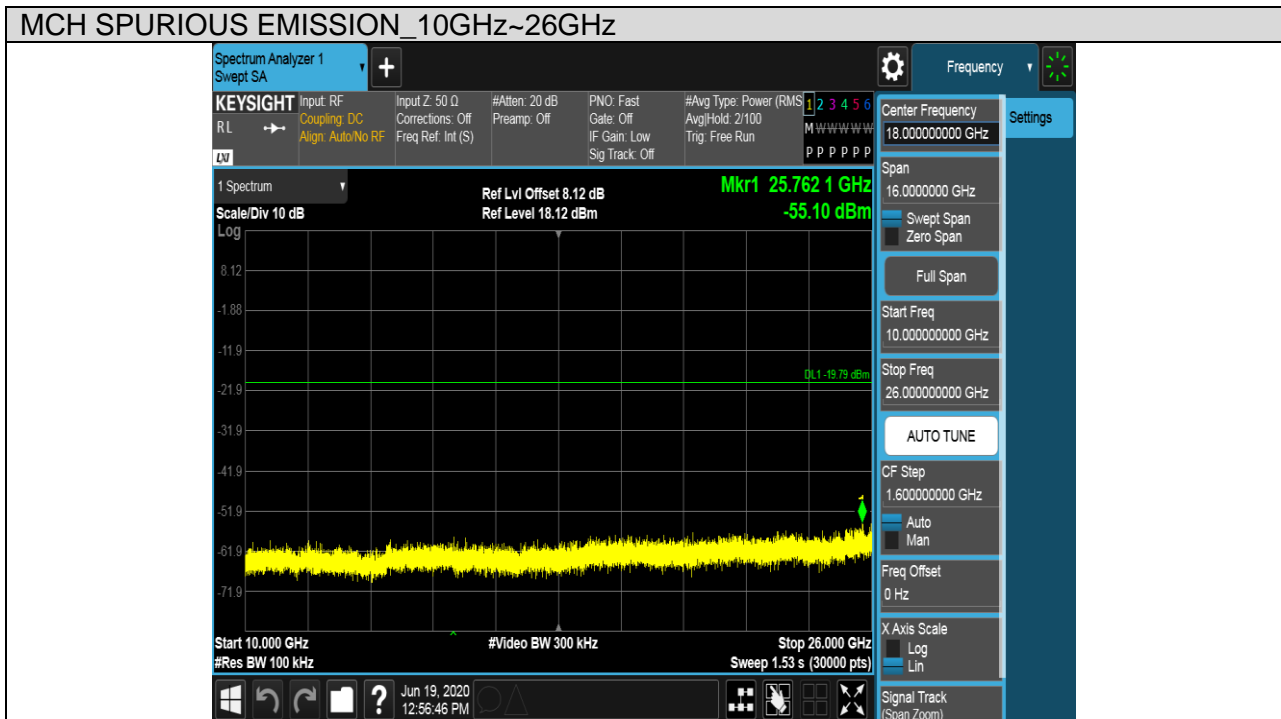 MCH SPURIOUS EMISSION_10GHz~26GHz
Spectrum Analyzer 1
Swept SA
+
Frequency
KEYSIGHT
RL
LXI
Input: RF
Coupling: DC
Align: Auto/No RF
Input Z: 50 Ω
Corrections: Off
Freq Ref: Int (S)
#Atten: 20 dB
Preamp: Off
PNO: Fast
Gate: Off
IF Gain: Low
Sig Track: Off
#Avg Type: Power (RMS
Avg|Hold: 2/100
Trig: Free Run
1 2 3 4 5 6
M W W W W W
P P P P P P
1 Spectrum
Scale/Div 10 dB
Log
Ref Lvl Offset 8.12 dB
Ref Level 18.12 dBm
Mkr1 25.762 1 GHz
-55.10 dBm
8.12
-1.88
-11.9
DL1 -19.79 dBm
-21.9
-31.9
-41.9
1
-51.9
-61.9
-71.9
Start 10.000 GHz
#Res BW 100 kHz
#Video BW 300 kHz
Stop 26.000 GHz
Sweep 1.53 s (30000 pts)
?
Jun 19, 2020
12:56:46 PM
Center Frequency
18.000000000 GHz
Settings
Span
16.0000000 GHz
Swept Span
Zero Span
Full Span
Start Freq
10.000000000 GHz
Stop Freq
26.000000000 GHz
AUTO TUNE
CF Step
1.600000000 GHz
Auto
Man
Freq Offset
0 Hz
X Axis Scale
Log
Lin
Signal Track
(Span Zoom)